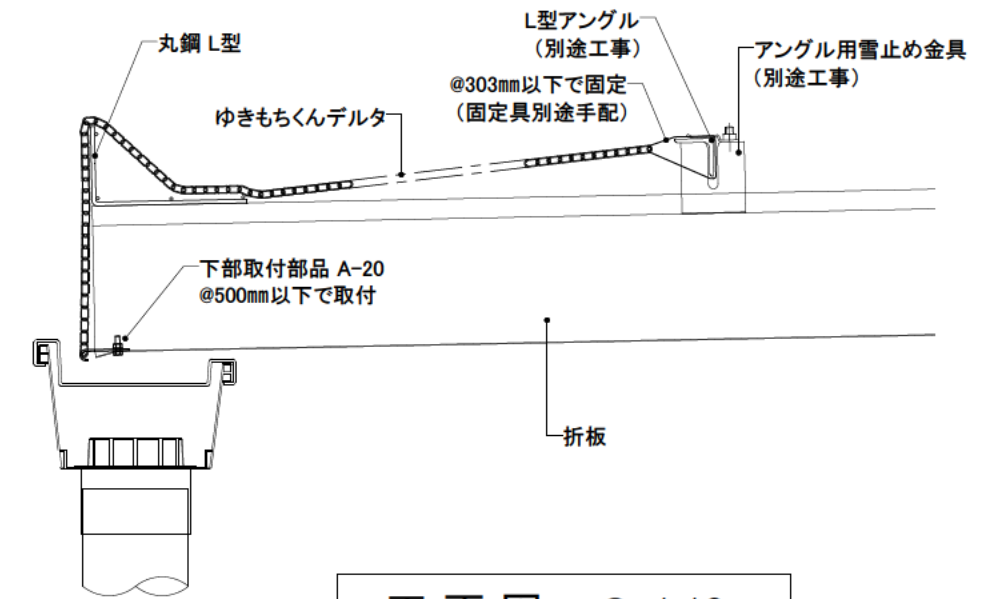 丸鋼 L型
L型アングル
（別途工事）
アングル用雪止め金具
（別途工事）
@303㎜以下で固定
（固定具別途手配）
ゆきもちくんデルタ
下部取付部品 A-20
@500㎜以下で取付
折板